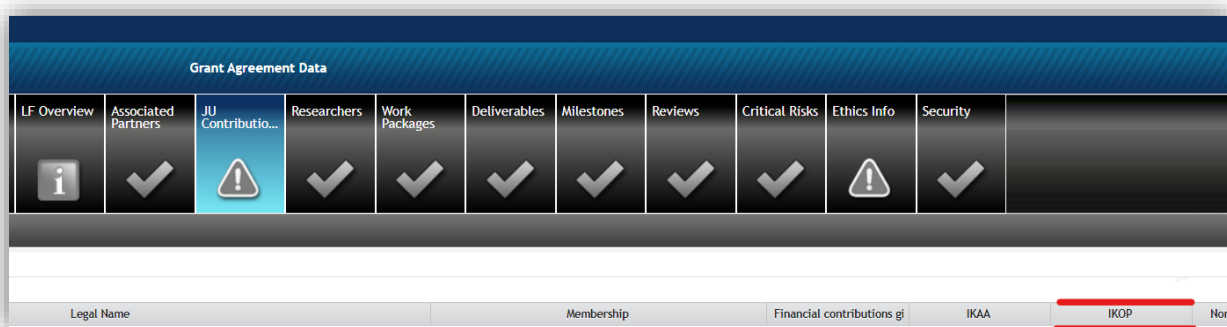 Grant Agreement Data
LF Overview
Associated
Partners
JU
Contributio...
Researchers
Work
Packages
Deliverables
Milestones
Reviews
Critical Risks
Ethics Info
Security
Legal Name
Membership
Financial contributions gi
IKAA
IKOP